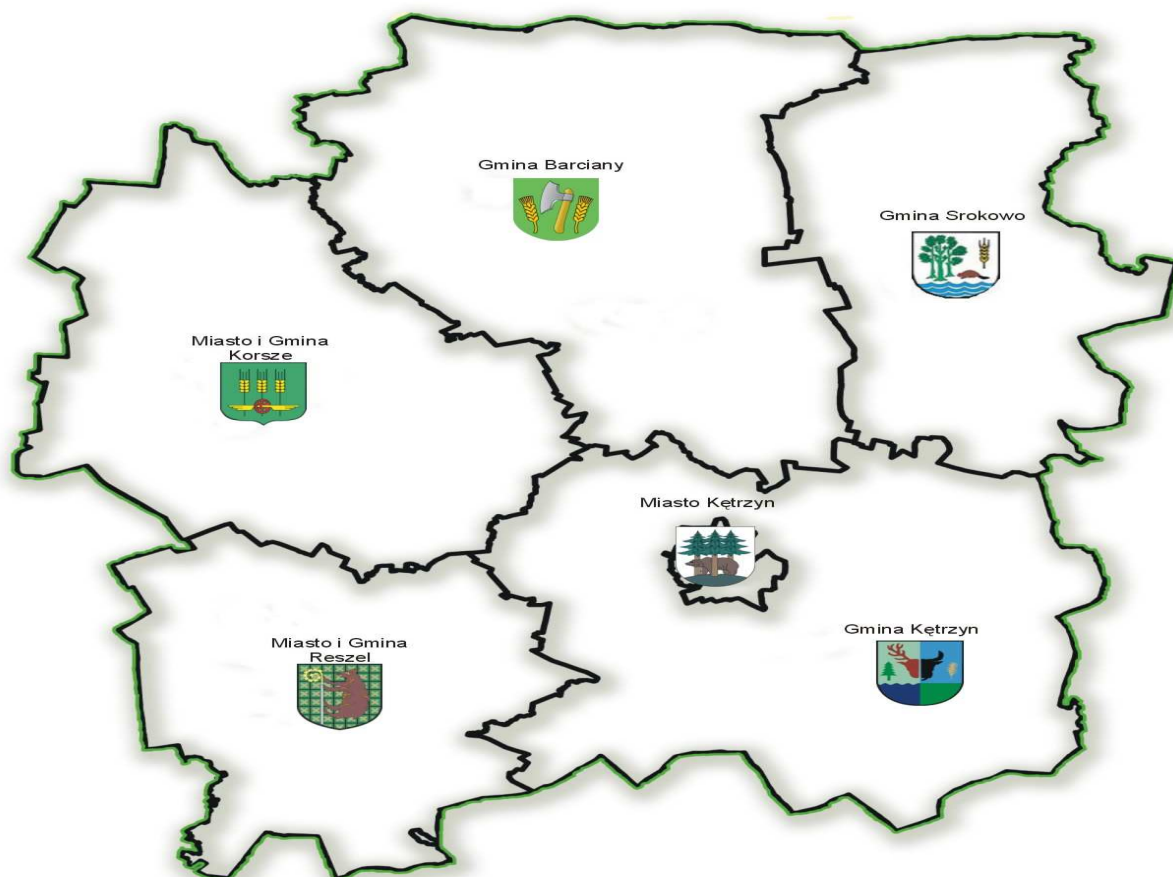 Gmina Barciany
Gmina Srokowo
Miasto i Gmina
Korsze
Miasto Kętrzyn
Gmina Kętrzyn
Miasto i Gmina
Reszel